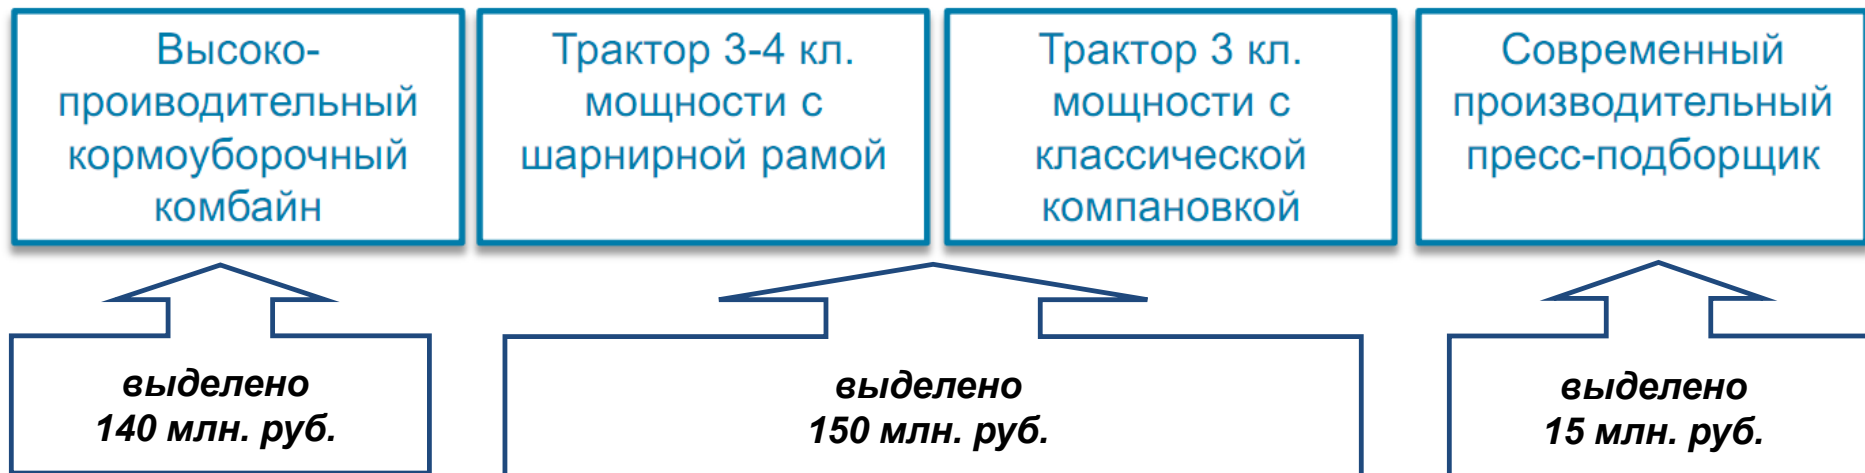 Высоко-
проиводительный
кормоуборочный
комбайн
Трактор 3-4 кл.
мощности с
шарнирной рамой
Трактор 3 кл.
мощности с
классической
компановкой
Современный
производительный
пресс-подборщик
выделено
140 млн. руб.
выделено
150 млн. руб.
выделено
15 млн. руб.